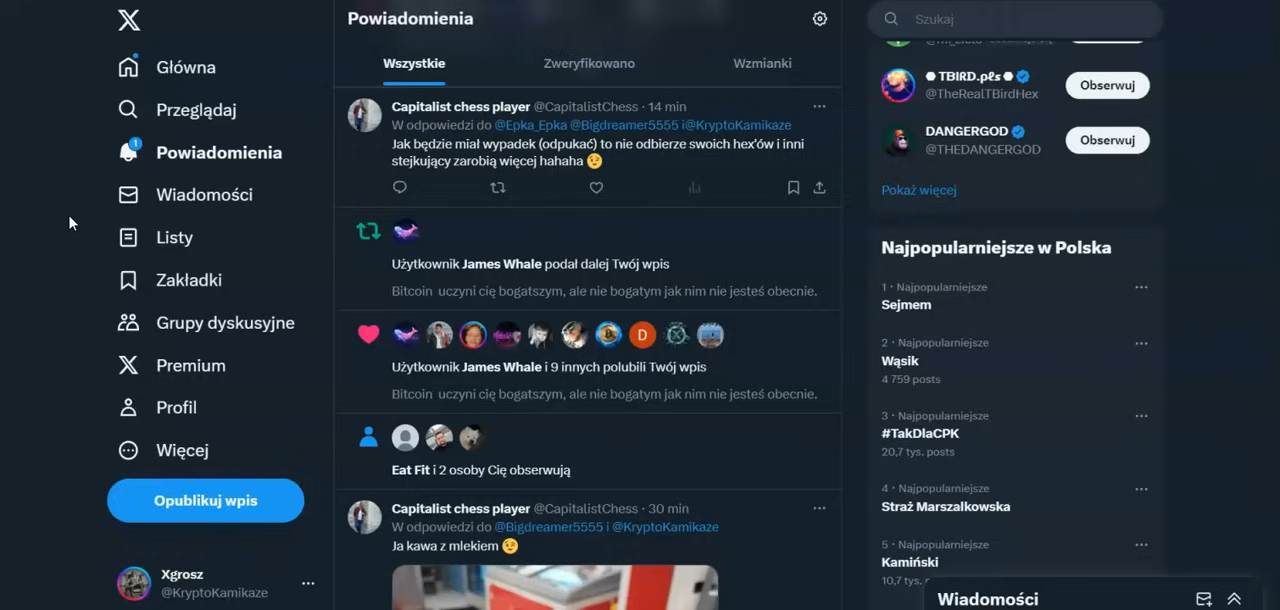 Główna
Przeglądaj
1
Powiadomienia
Wiadomości
Listy
Zakładki
Grupy dyskusyjne
Premium
Profil
Więcej
Opublikuj wpis
Xgrosz
@KryptoKamikaze
Powiadomienia
Wszystkie
Zweryfikowano
Wzmianki
Capitalist chess player @CapitalistChess · 14 min
W odpowiedzi do @Epka_Epka @Bigdreamer5555 i@KryptoKamikaze
Jak będzie miał wypadek (odpukać) to nie odbierze swoich hex'ów i inni
stejkujący zarobią więcej hahaha 😉
Użytkownik James Whale podał dalej Twój wpis
Bitcoin uczyni cię bogatszym, ale nie bogatym jak nim nie jesteś obecnie.
D
Użytkownik James Whale i 9 innych polubili Twój wpis
Bitcoin uczyni cię bogatszym, ale nie bogatym jak nim nie jesteś obecnie.
Eat Fit i 2 osoby Cię obserwują
Capitalist chess player @CapitalistChess · 30 min
W odpowiedzi do @Bigdreamer5555 i @KryptoKamikaze
Ja kawa z mlekiem 😉
Szukaj
TBIRD.ρℓs
@TheRealTBirdHex
Obserwuj
DANGERGOD
@THEDANGERGOD
Obserwuj
Pokaż więcej
Najpopularniejsze w Polska
1 · Najpopularniejsze
Sejmem
2 · Najpopularniejsze
Wąsik
4 759 posts
3 · Najpopularniejsze
#TakDlaCPK
20,7 tys. posts
4 · Najpopularniejsze
Straż Marszałkowska
5 · Najpopularniejsze
Kamiński
10,7 tys.
Wiadomości